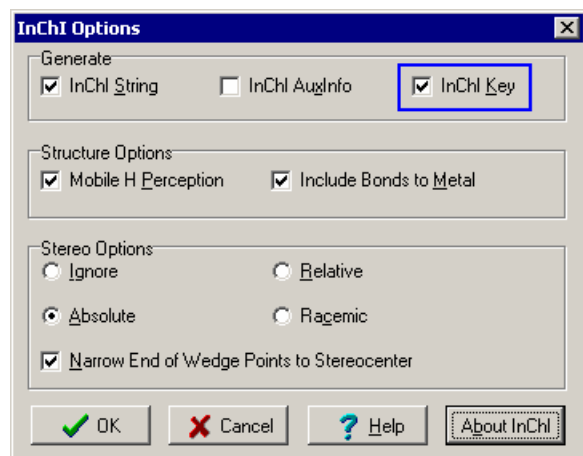 InChI Options
Generate
InChI String InChI AuxInfo InChI Key
Structure Options
Mobile H Perception Include Bonds to Metal
Stereo Options
Ignore Relative
Absolute Racemic
Narrow End of Wedge Points to Stereocenter
OK Cancel Help About InChI